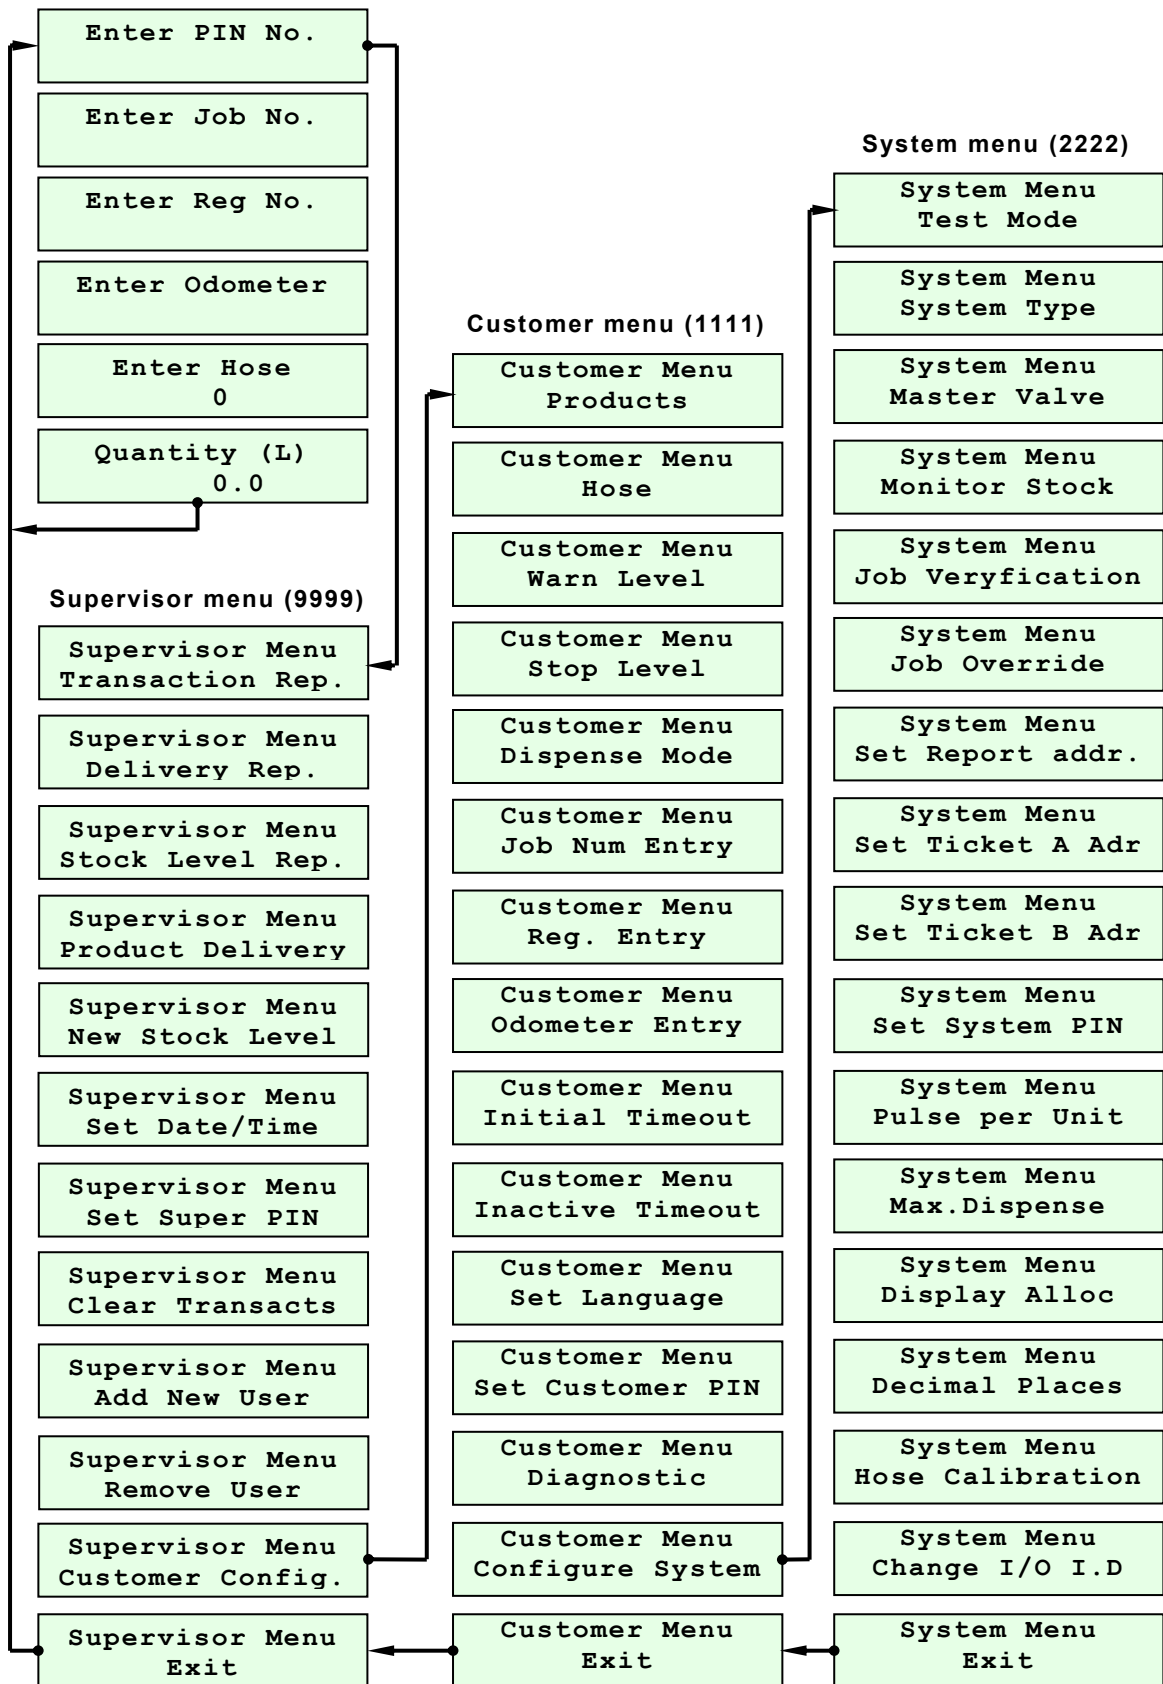 Enter PIN No.
Enter Job No.
Enter Reg No.
Enter Odometer
Enter Hose
0
Quantity (L)
0.0
Supervisor menu (9999)
Supervisor Menu
Transaction Rep.
Supervisor Menu
Delivery Rep.
Supervisor Menu
Stock Level Rep.
Supervisor Menu
Product Delivery
Supervisor Menu
New Stock Level
Supervisor Menu
Set Date/Time
Supervisor Menu
Set Super PIN
Supervisor Menu
Clear Transacts
Supervisor Menu
Add New User
Supervisor Menu
Remove User
Supervisor Menu
Customer Config.
Supervisor Menu
Exit
Customer menu (1111)
Customer Menu
Products
Customer Menu
Hose
Customer Menu
Warn Level
Customer Menu
Stop Level
Customer Menu
Dispense Mode
Customer Menu
Job Num Entry
Customer Menu
Reg. Entry
Customer Menu
Odometer Entry
Customer Menu
Initial Timeout
Customer Menu
Inactive Timeout
Customer Menu
Set Language
Customer Menu
Set Customer PIN
Customer Menu
Diagnostic
Customer Menu
Configure System
Customer Menu
Exit
System menu (2222)
System Menu
Test Mode
System Menu
System Type
System Menu
Master Valve
System Menu
Monitor Stock
System Menu
Job Veryfication
System Menu
Job Override
System Menu
Set Report addr.
System Menu
Set Ticket A Adr
System Menu
Set Ticket B Adr
System Menu
Set System PIN
System Menu
Pulse per Unit
System Menu
Max.Dispense
System Menu
Display Alloc
System Menu
Decimal Places
System Menu
Hose Calibration
System Menu
Change I/O I.D
System Menu
Exit